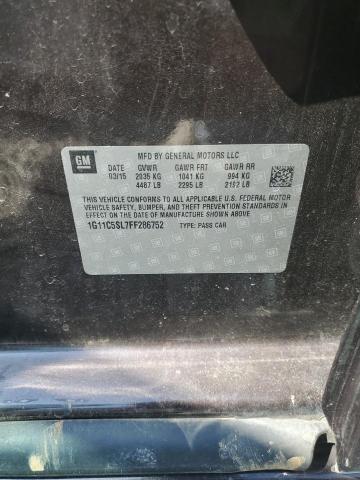 GM
MFD BY GENERAL MOTORS LLC
DATE GVWR GAWR FRT GAWR RR
03/15 2035 KG 1041 KG 994 KG
4487 LB 2295 LB 2192 LB
THIS VEHICLE CONFORMS TO ALL APPLICABLE U.S. FEDERAL MOTOR
VEHICLE SAFETY, BUMPER, AND THEFT PREVENTION STANDARDS
IN EFFECT ON THE DATE OF MANUFACTURE SHOWN ABOVE.
1G11C5SL7FF286752 TYPE: PASS CAR